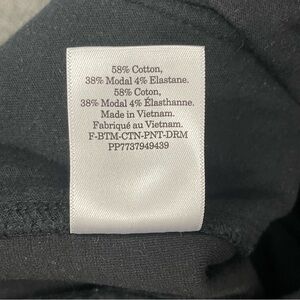 58% Cotton,
38% Modal 4% Elastane.
58% Coton,
38% Modal 4% Élasthanne.
Made in Vietnam.
Fabriqué au Vietnam.
F-BTM-CTN-PNT-DRM
PP7737949439